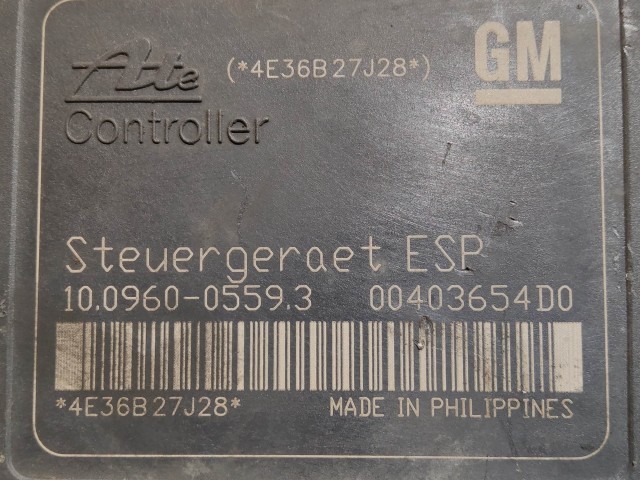 Ate (*4E36B27J28*) GM
Controller
Steuergeraet ESP
10.0960-0559.3 00403654D0
*4E36B27J28* MADE IN PHILIPPINES